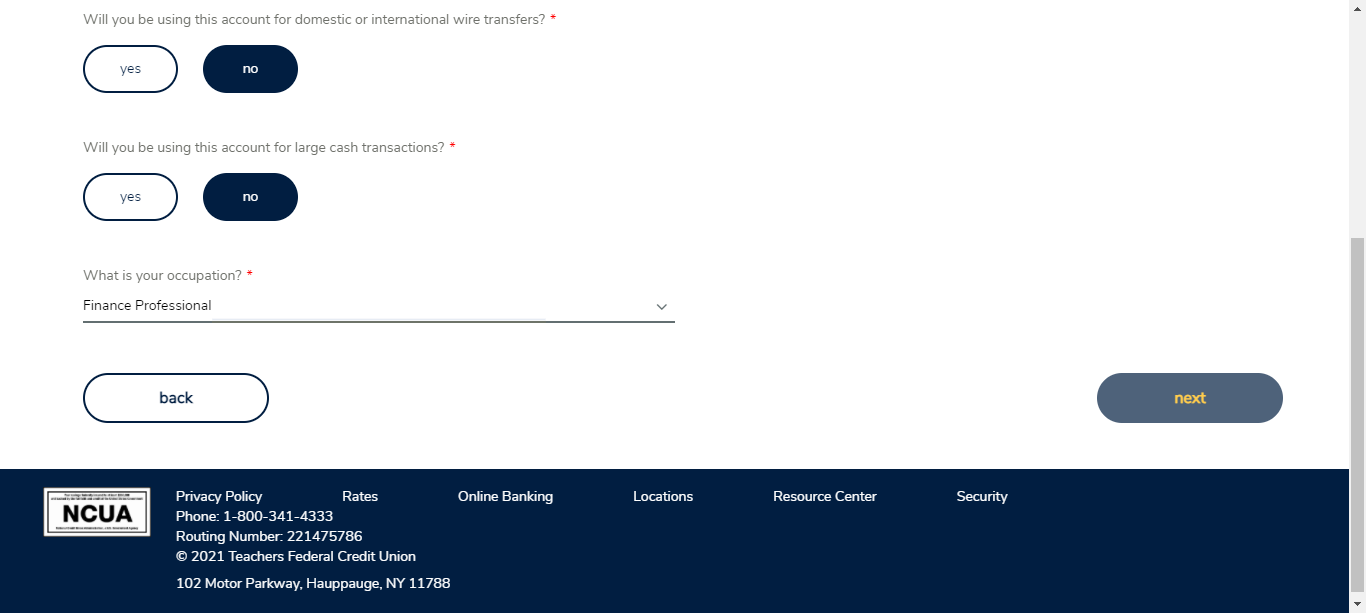 Will you be using this account for domestic or international wire transfers? *
yes no
Will you be using this account for large cash transactions? *
yes no
What is your occupation? *
Finance Professional
back next
NCUA
Privacy Policy Rates Online Banking Locations Resource Center Security
Phone: 1-800-341-4333
Routing Number: 221475786
© 2021 Teachers Federal Credit Union
102 Motor Parkway, Hauppauge, NY 11788